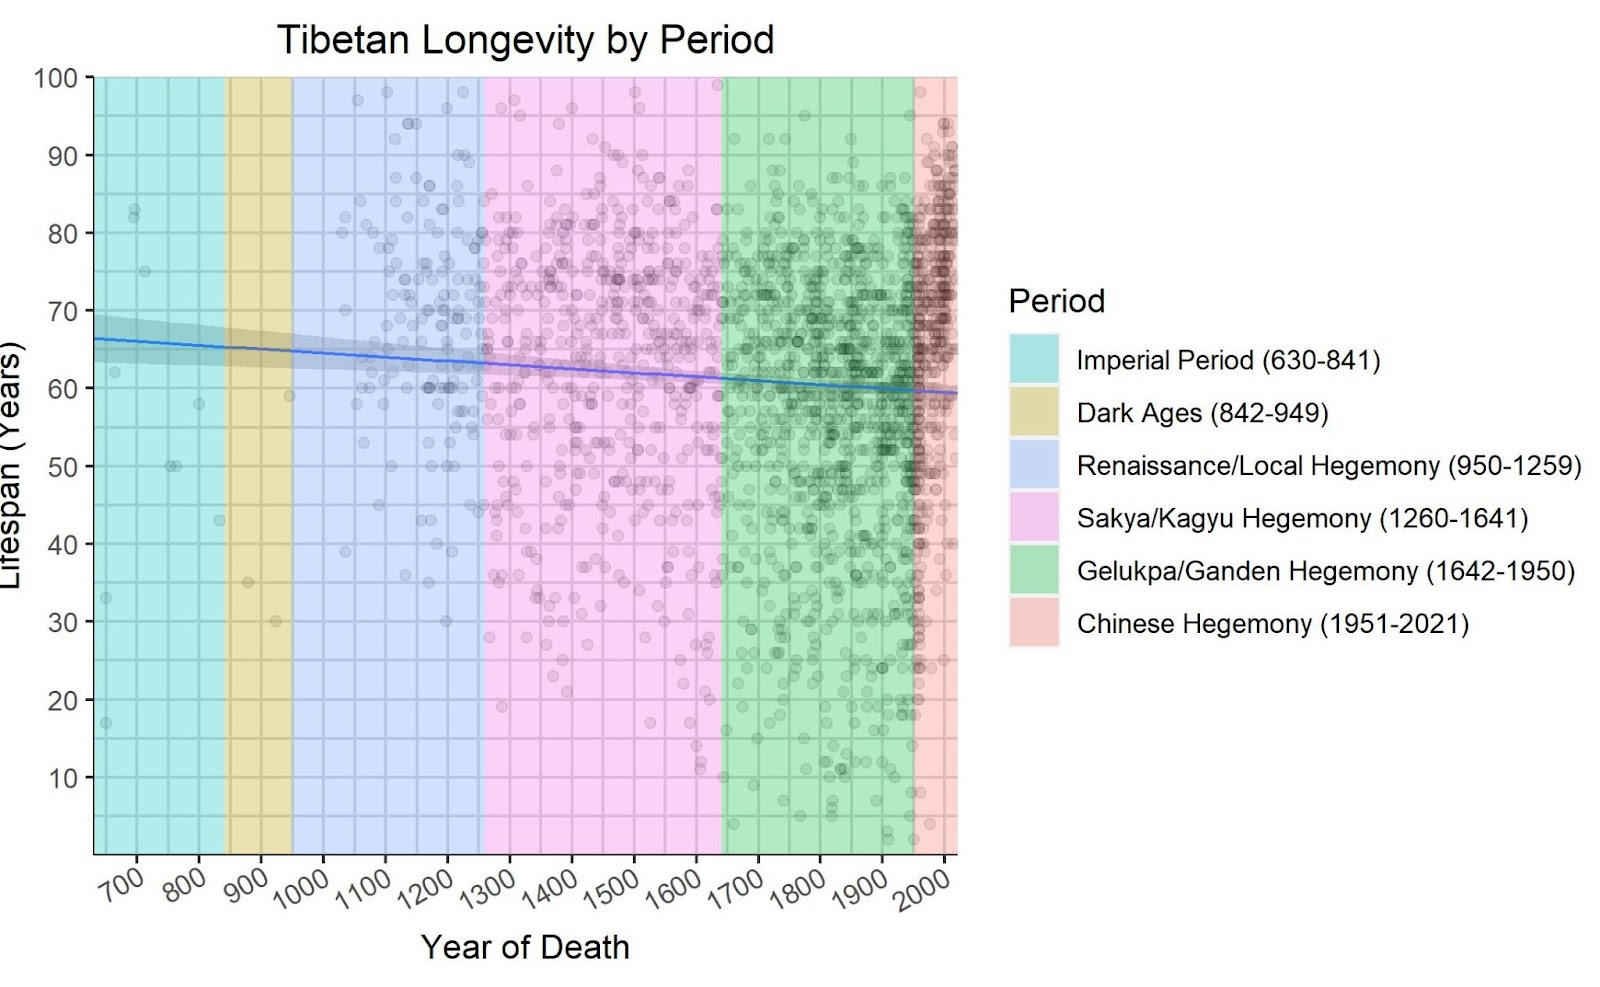 Tibetan Longevity by Period
100
90
80
70
60
50
40
30
20
10
Lifespan (Years)
700 800 900 1000 1100 1200 1300 1400 1500 1600 1700 1800 1900 2000
Year of Death
Period
Imperial Period (630-841)
Dark Ages (842-949)
Renaissance/Local Hegemony (950-1259)
Sakya/Kagyu Hegemony (1260-1641)
Gelukpa/Ganden Hegemony (1642-1950)
Chinese Hegemony (1951-2021)